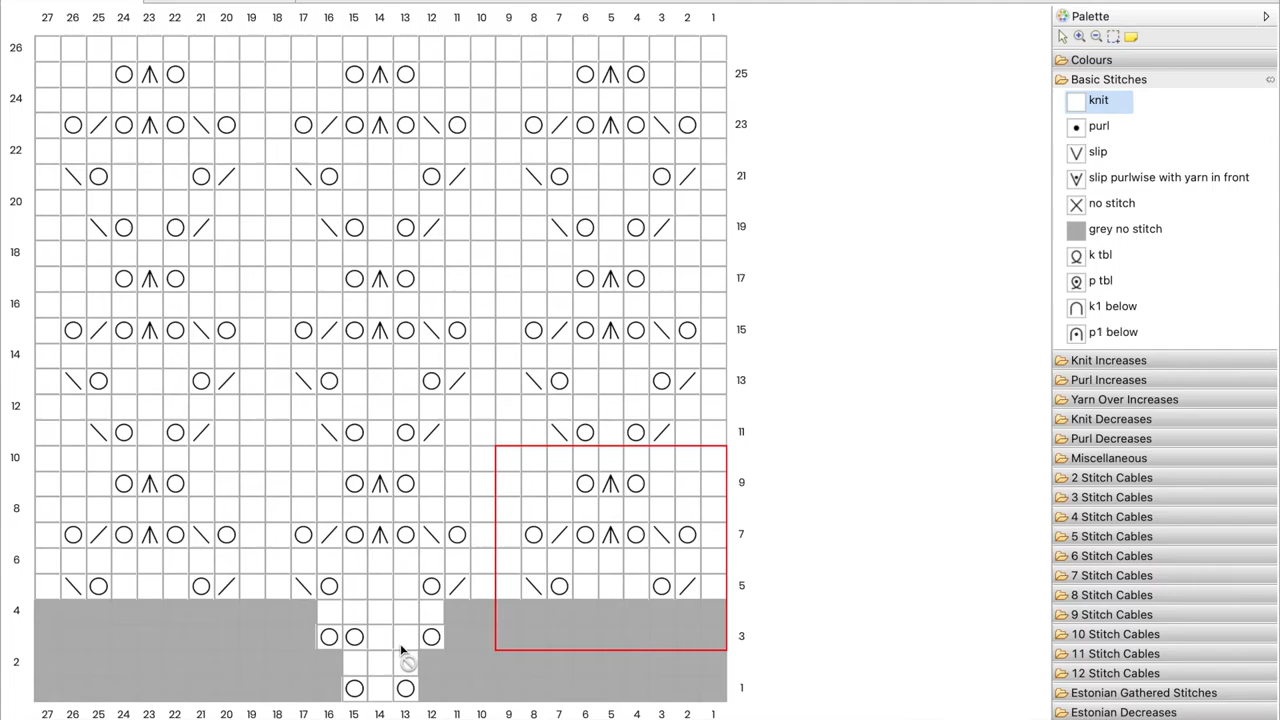 27 26 25 24 23 22 21 20 19 18 17 16 15 14 13 12 11 10 9 8 7 6 5 4 3 2 1
26
25
24
23
22
21
20
19
18
17
16
15
14
13
12
11
10
9
8
7
6
5
4
3
2
1
27 26 25 24 23 22 21 20 19 18 17 16 15 14 13 12 11 10 9 8 7 6 5 4 3 2 1
Palette
Colours
Basic Stitches
knit
purl
slip
slip purlwise with yarn in front
no stitch
grey no stitch
k tbl
p tbl
k1 below
p1 below
Knit Increases
Purl Increases
Yarn Over Increases
Knit Decreases
Purl Decreases
Miscellaneous
2 Stitch Cables
3 Stitch Cables
4 Stitch Cables
5 Stitch Cables
6 Stitch Cables
7 Stitch Cables
8 Stitch Cables
9 Stitch Cables
10 Stitch Cables
11 Stitch Cables
12 Stitch Cables
Estonian Gathered Stitches
Estonian Decreases